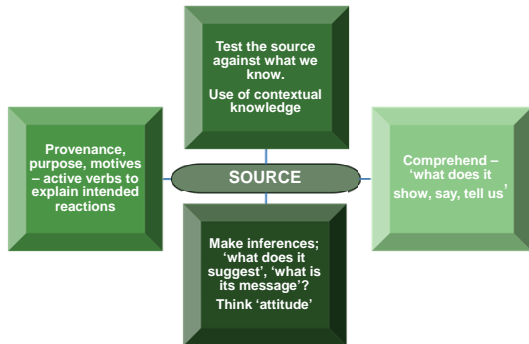 Test the source
against what we
know.
Use of contextual
knowledge
Provenance,
purpose, motives
– active verbs to
explain intended
reactions
SOURCE
Comprehend –
‘what does it
show, say, tell us’
Make inferences;
‘what does it
suggest’, ‘what is
its message’?
Think ‘attitude’